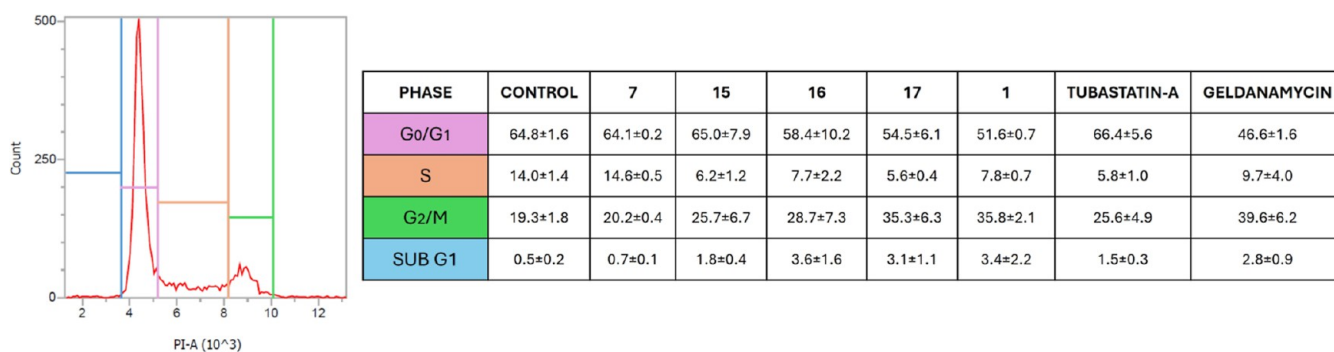 500
250
0
Count
2 4 6 8 10 12
PI-A (10^3)
PHASE CONTROL 7 15 16 17 1 TUBASTATIN-A GELDANAMYCIN
G0/G1 64.8±1.6 64.1±0.2 65.0±7.9 58.4±10.2 54.5±6.1 51.6±0.7 66.4±5.6 46.6±1.6
S 14.0±1.4 14.6±0.5 6.2±1.2 7.7±2.2 5.6±0.4 7.8±0.7 5.8±1.0 9.7±4.0
G2/M 19.3±1.8 20.2±0.4 25.7±6.7 28.7±7.3 35.3±6.3 35.8±2.1 25.6±4.9 39.6±6.2
SUB G1 0.5±0.2 0.7±0.1 1.8±0.4 3.6±1.6 3.1±1.1 3.4±2.2 1.5±0.3 2.8±0.9